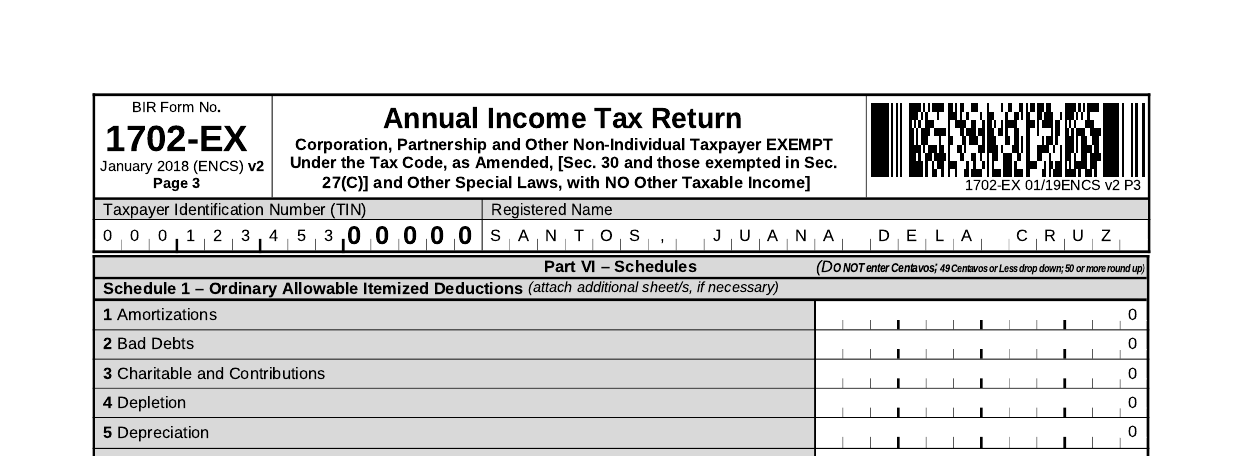 BIR Form No.
1702-EX
January 2018 (ENCS) v2
Page 3
Annual Income Tax Return
Corporation, Partnership and Other Non-Individual Taxpayer EXEMPT
Under the Tax Code, as Amended, [Sec. 30 and those exempted in Sec.
27(C)] and Other Special Laws, with NO Other Taxable Income]
1702-EX 01/19ENCS v2 P3
Taxpayer Identification Number (TIN)
Registered Name
0 0 0 1 2 3 4 5 3 0 0 0 0 0
SANTOS, JUANA DELA CRUZ
Part VI – Schedules
(DO NOT enter Centavos; 49 Centavos or Less drop down; 50 or more round up)
Schedule 1 – Ordinary Allowable Itemized Deductions (attach additional sheet/s, if necessary)
1 Amortizations 0
2 Bad Debts 0
3 Charitable and Contributions 0
4 Depletion 0
5 Depreciation 0